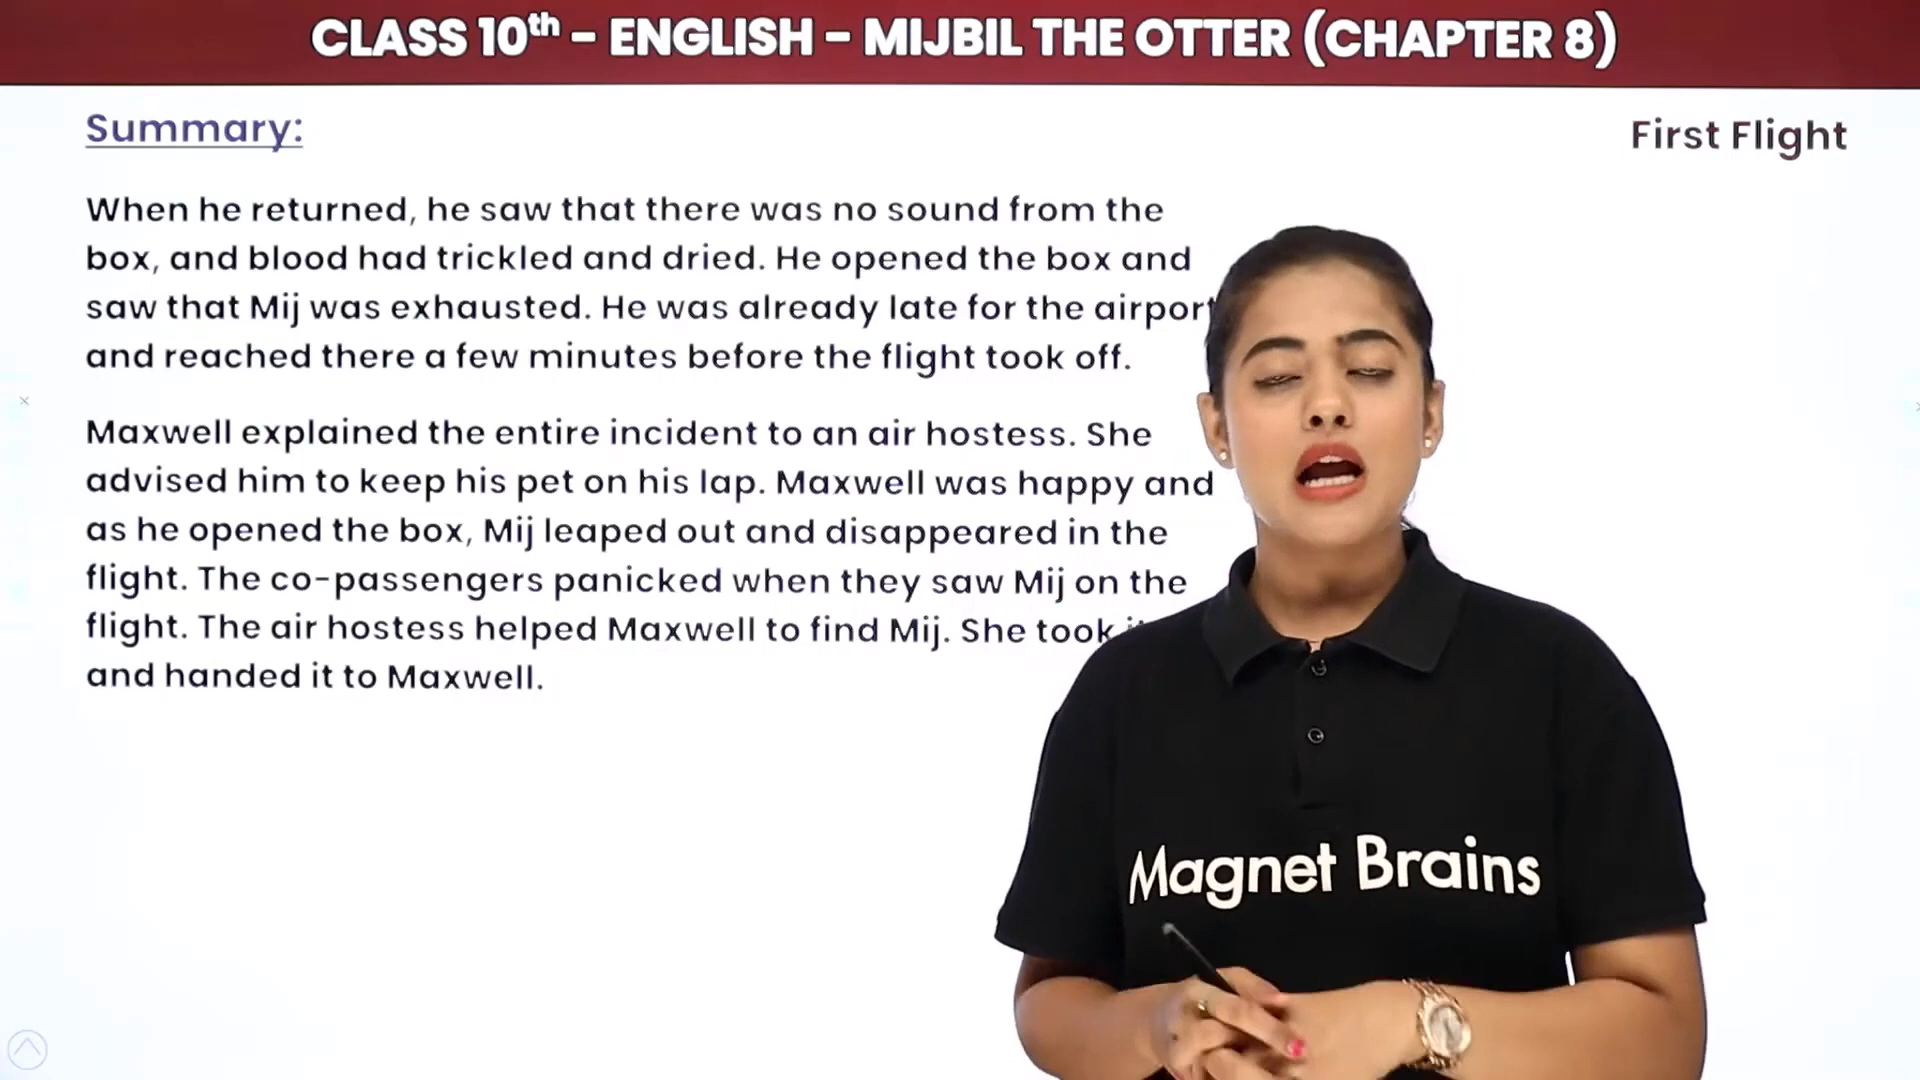 CLASS 10th - ENGLISH - MIJBIL THE OTTER (CHAPTER 8)
Summary:
First Flight
When he returned, he saw that there was no sound from the
box, and blood had trickled and dried. He opened the box and
saw that Mij was exhausted. He was already late for the airport
and reached there a few minutes before the flight took off.
Maxwell explained the entire incident to an air hostess. She
advised him to keep his pet on his lap. Maxwell was happy and
as he opened the box, Mij leaped out and disappeared in the
flight. The co-passengers panicked when they saw Mij on the
flight. The air hostess helped Maxwell to find Mij. She took
and handed it to Maxwell.
Magnet Brains